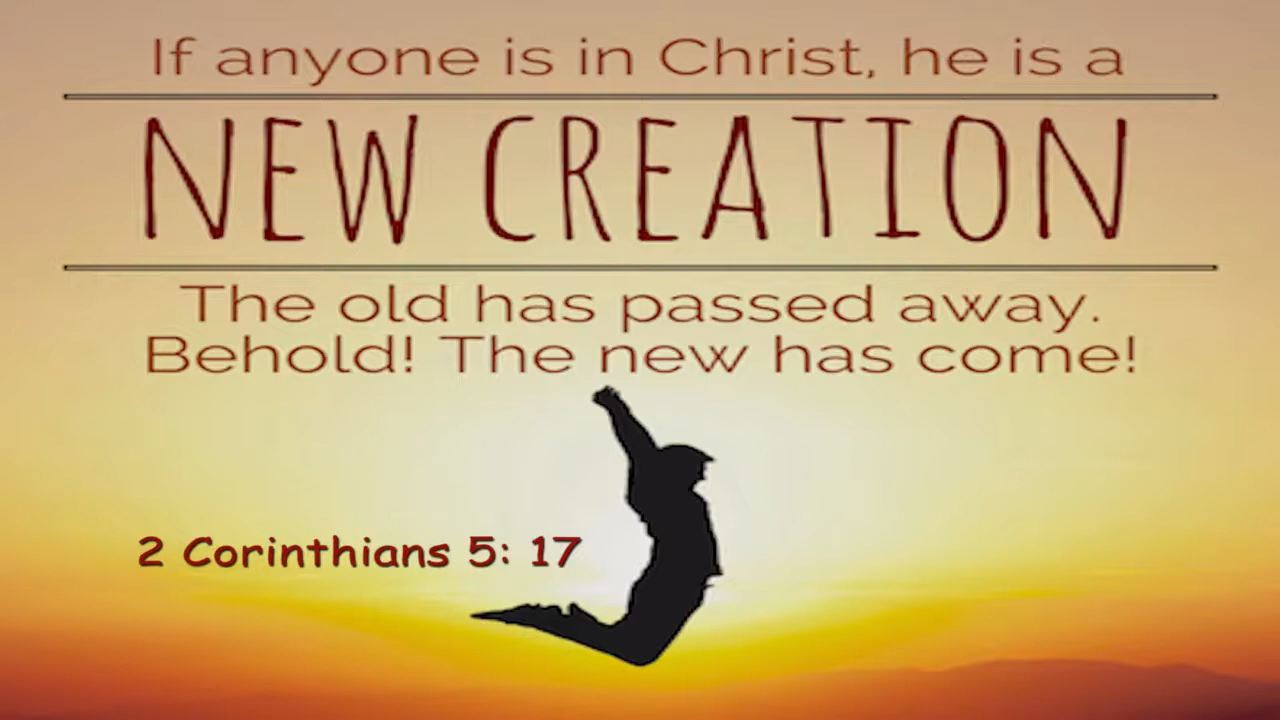 If anyone is in Christ, he is a
NEW CREATION
The old has passed away.
Behold! The new has come!
2 Corinthians 5: 17